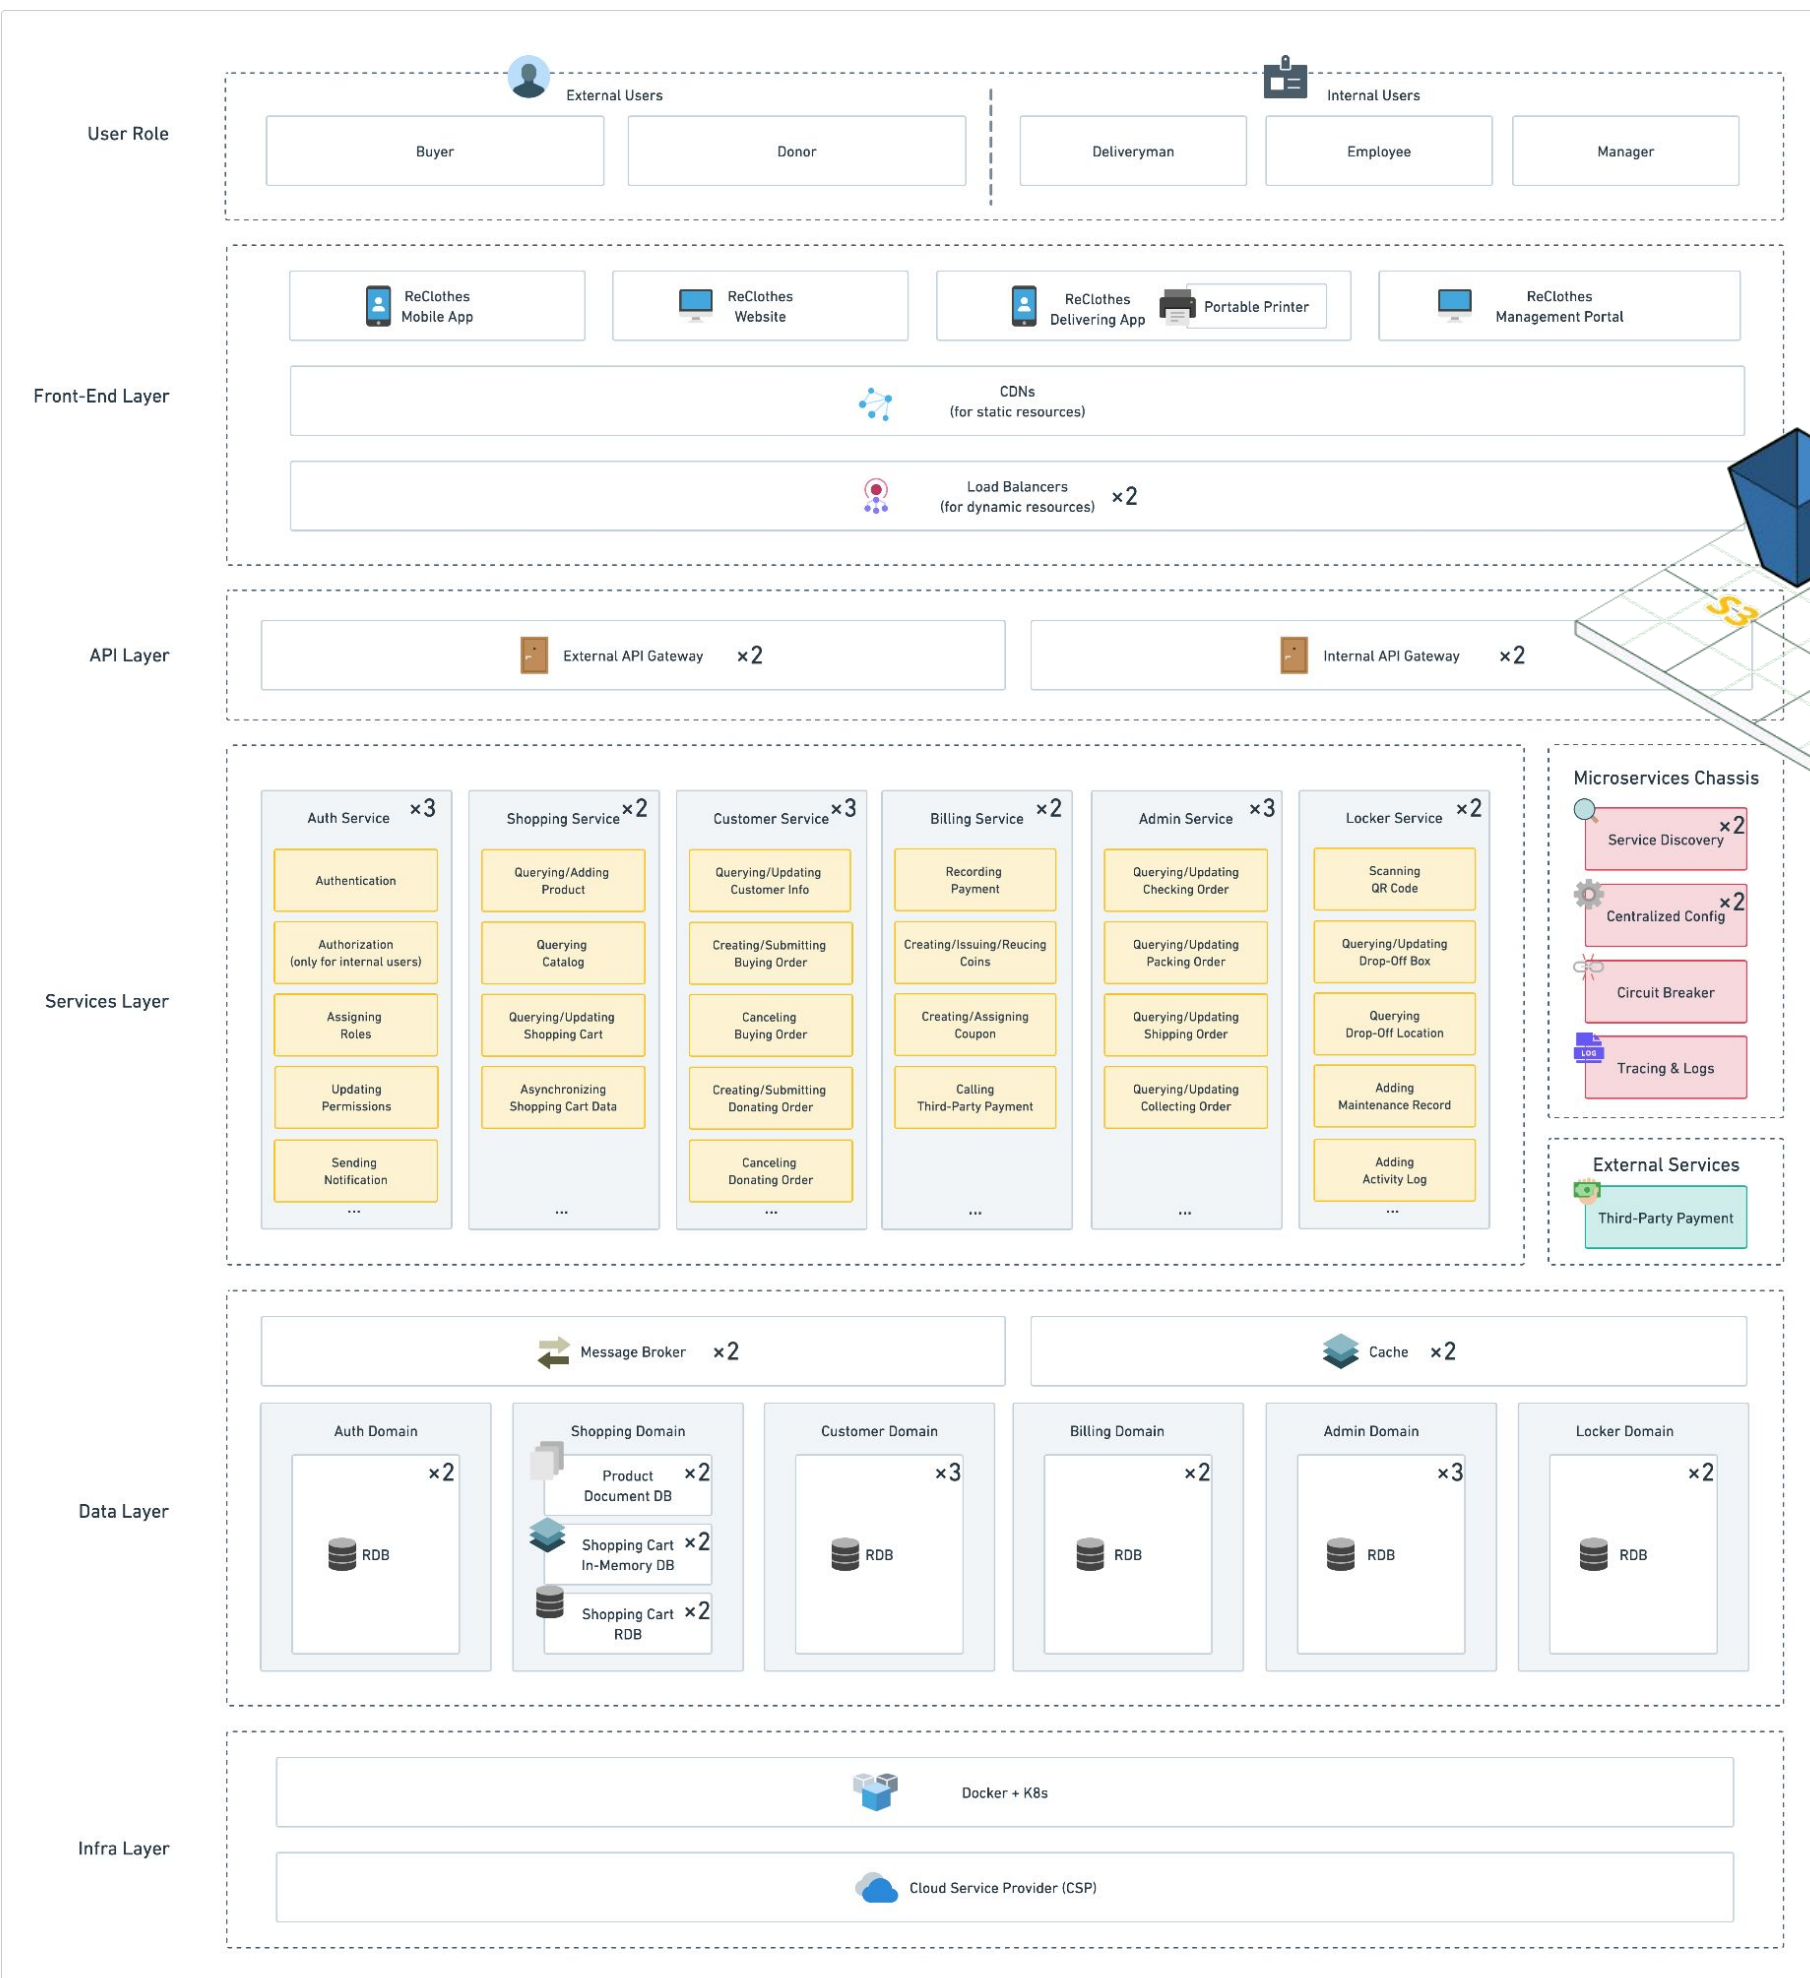 User Role
External Users
Internal Users
Buyer
Donor
Deliveryman
Employee
Manager
Front-End Layer
ReClothes
Mobile App
ReClothes
Website
ReClothes
Delivering App
Portable Printer
ReClothes
Management Portal
CDNs
(for static resources)
Load Balancers
(for dynamic resources)
×2
S3
API Layer
External API Gateway ×2
Internal API Gateway ×2
Services Layer
Auth Service ×3
Authentication
Authorization
(only for internal users)
Assigning
Roles
Updating
Permissions
Sending
Notification
...
Shopping Service ×2
Querying/Adding
Product
Querying
Catalog
Querying/Updating
Shopping Cart
Asynchronizing
Shopping Cart Data
...
Customer Service ×3
Querying/Updating
Customer Info
Creating/Submitting
Buying Order
Canceling
Buying Order
Creating/Submitting
Donating Order
Canceling
Donating Order
...
Billing Service ×2
Recording
Payment
Creating/Issuing/Reucing
Coins
Creating/Assigning
Coupon
Calling
Third-Party Payment
...
Admin Service ×3
Querying/Updating
Checking Order
Querying/Updating
Packing Order
Querying/Updating
Shipping Order
Querying/Updating
Collecting Order
...
Locker Service ×2
Scanning
QR Code
Querying/Updating
Drop-Off Box
Querying
Drop-Off Location
Adding
Maintenance Record
Adding
Activity Log
...
Microservices Chassis
Service Discovery ×2
Centralized Config ×2
Circuit Breaker
LOG
Tracing & Logs
External Services
Third-Party Payment
Data Layer
Message Broker ×2
Cache ×2
Auth Domain
×2
RDB
Shopping Domain
Product
Document DB
×2
Shopping Cart
In-Memory DB
×2
Shopping Cart
RDB
×2
Customer Domain
×3
RDB
Billing Domain
×2
RDB
Admin Domain
×3
RDB
Locker Domain
×2
RDB
Infra Layer
Docker + K8s
Cloud Service Provider (CSP)